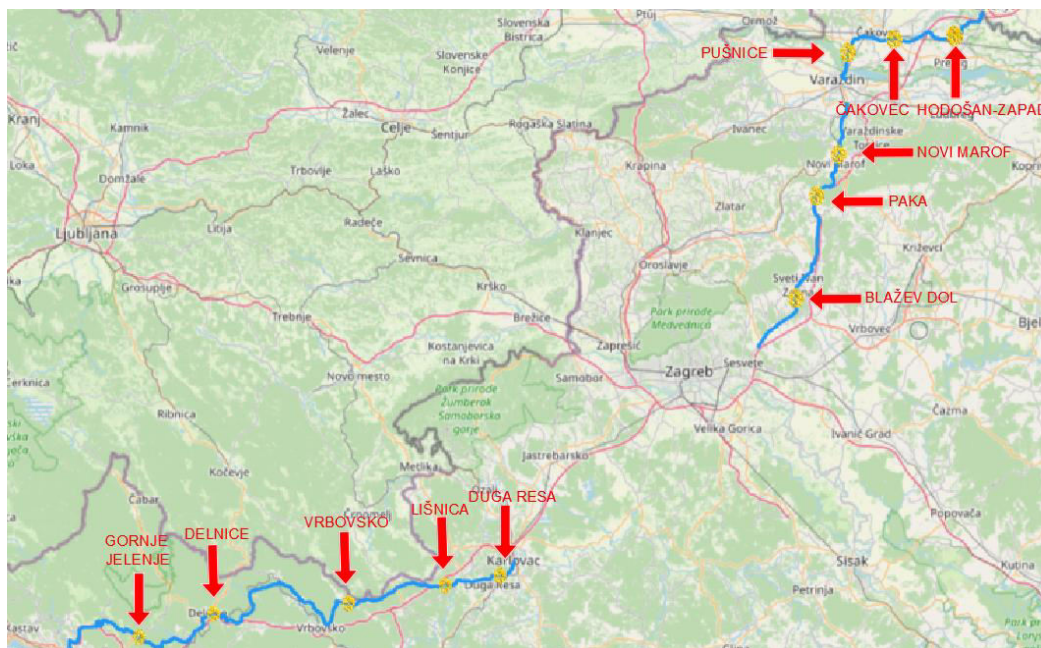 Velenje
Slovenska
Bistrica
Ptuj
Ormož
Čakov
PUŠNICE
Prelog
Slovenske
Konjice
Varaždin
ČAKOVEC
HODOŠAN-ZAPAD
Kranj
Kamnik
Žalec
Celje
Šentjur
Rogaška Slatina
Ivanec
Varaždinske
Toplice
Loka
Domžale
Trbovlje
Laško
Krapina
Novi Marof
NOVI MAROF
Zlatar
PAKA
Ljubljana
Litija
Radeče
Klanjec
Sevnica
Oroslavje
Križevci
Grosuplje
Krško
Sveti Ivan
BLAŽEV DOL
Trebnje
Brežice
Park prirode
Medvednica
Vrbovec
Kostanjevica
na Krki
Zaprešić
Sesvete
Cerknica
Novo mesto
Samobor
Zagreb
Park prirode
Žumberak
Samoborsko
gorje
Ribnica
Čazma
Velika Gorica
Ivanić Grad
Jastrebarsko
Kočevje
Metlika
Ozalj
DUGA RESA
Čabar
Črnomelj
LIŠNICA
VRBOVSKO
DELNICE
GORNJE
JELENJE
Popovača
Karlovac
Sisak
Kutina
Duga Resa
Petrinja
Kastav
Vrbovsko